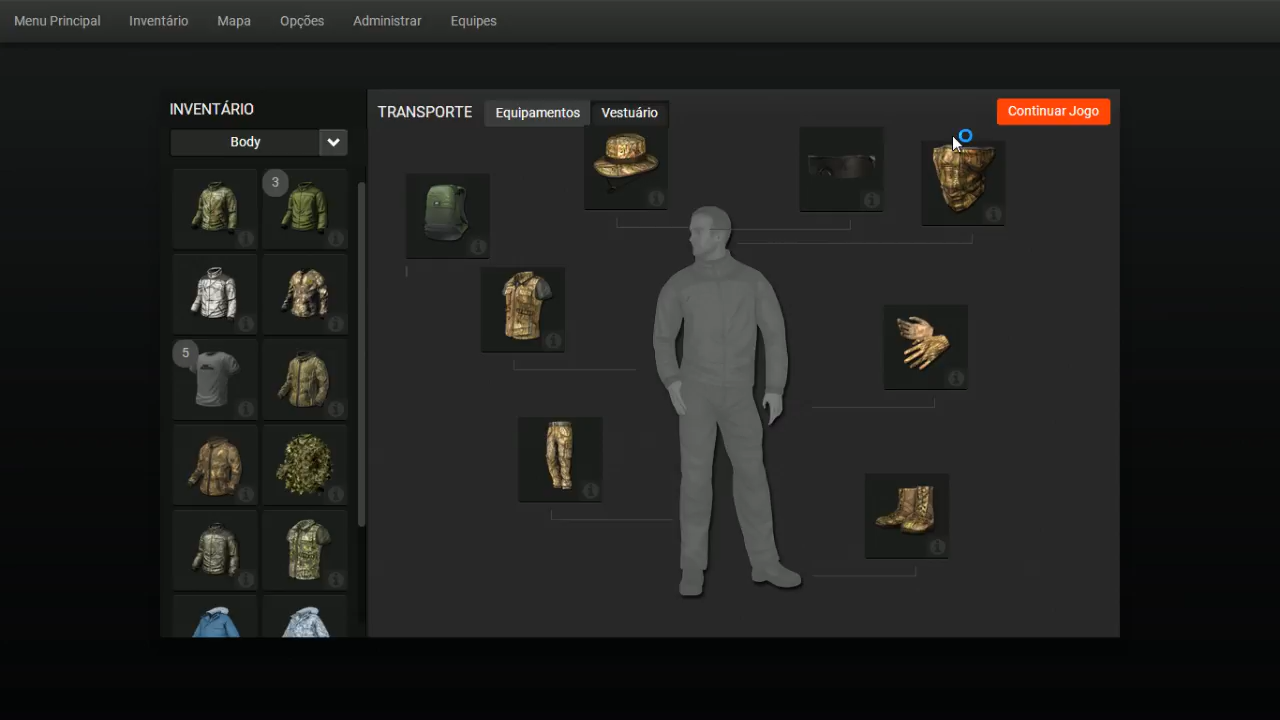 Menu Principal Inventário Mapa Opções Administrar Equipes
INVENTÁRIO
Body
3
5
TRANSPORTE Equipamentos Vestuário Continuar Jogo